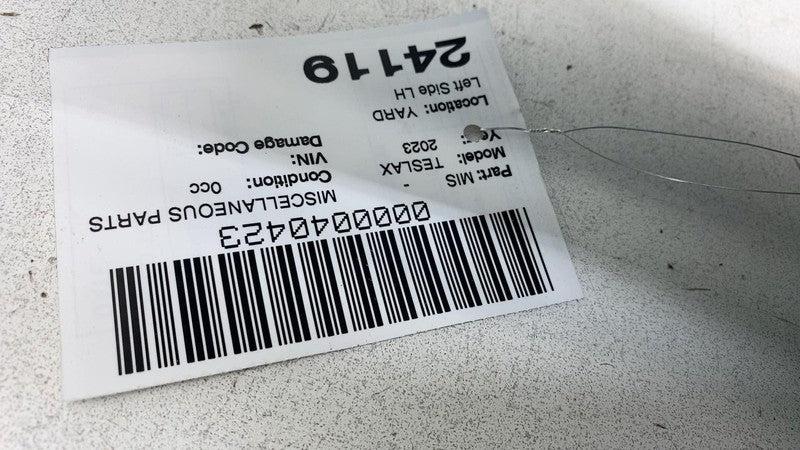 0000040423
MISCELLANEOUS PARTS
Part: MIS - Condition: 0cc
Model: TESLAX VIN:
Year: 2023 Damage Code:
Location: YARD
Left Side LH
24119